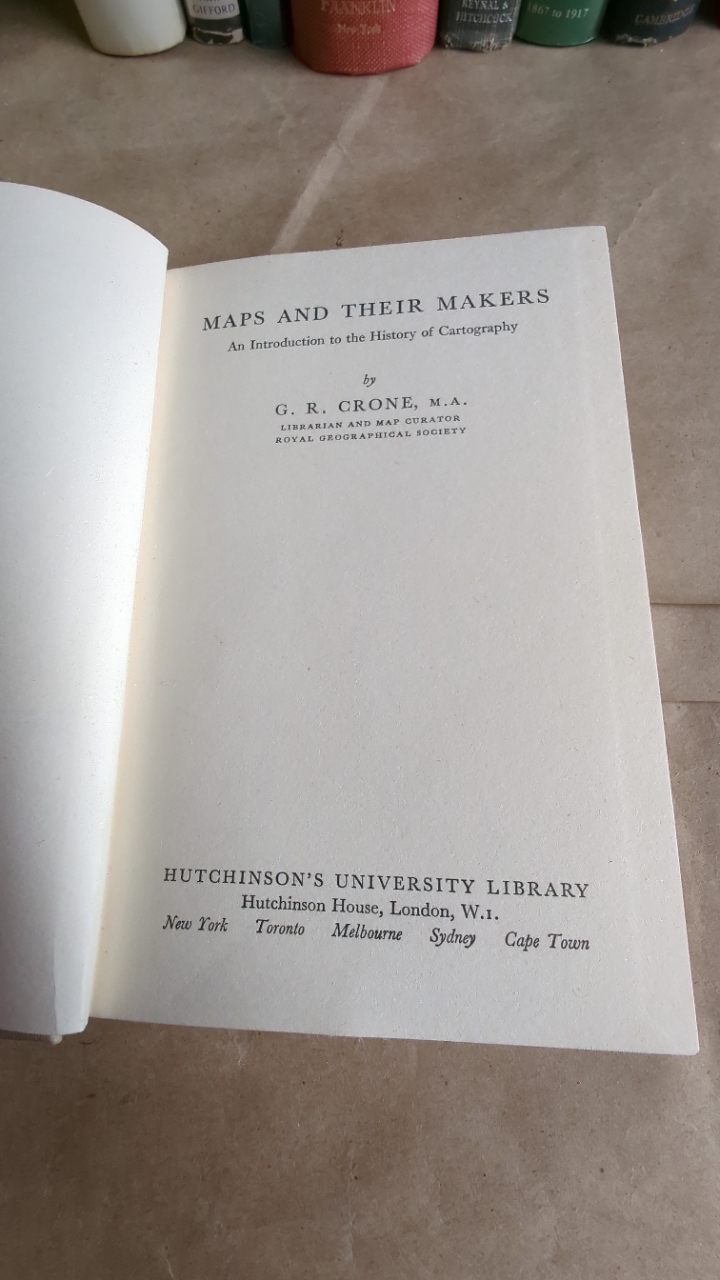 GIFFORD
FRANKLIN
New York
REYNAL &
HITCHCOCK
1867 to 1917
CAMBRIDGE
MAPS AND THEIR MAKERS
An Introduction to the History of Cartography
by
G. R. CRONE, M.A.
LIBRARIAN AND MAP CURATOR
ROYAL GEOGRAPHICAL SOCIETY
HUTCHINSON'S UNIVERSITY LIBRARY
Hutchinson House, London, W.1.
New York Toronto Melbourne Sydney Cape Town